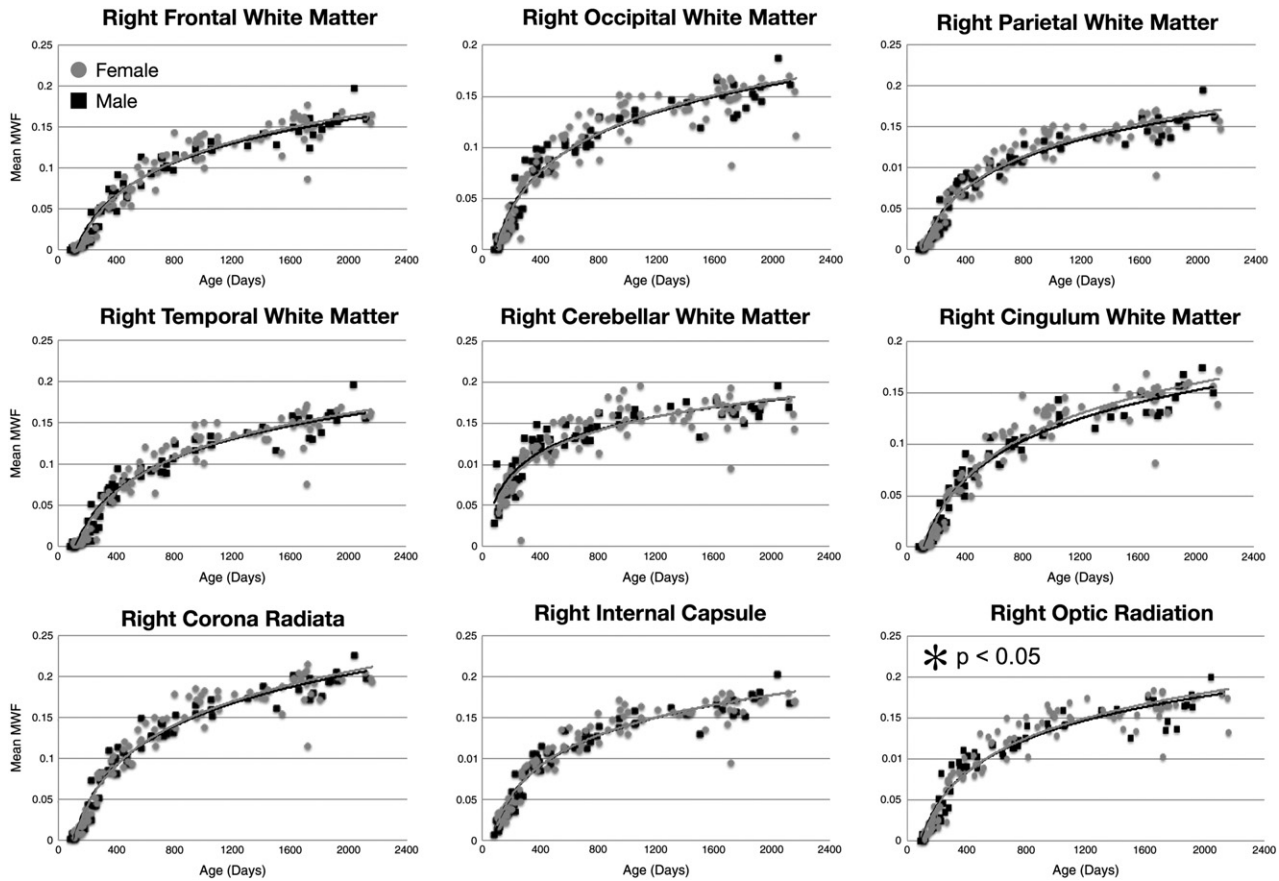 Right Frontal White Matter
0.25
Female
0.2
Male
0.15
0.1
0.05
0
Mean MWF
0 400 800 1200 1600 2000 2400
Age (Days)
Right Occipital White Matter
0.2
0.15
0.1
0.05
0
0 400 800 1200 1600 2000 2400
Age (Days)
Right Parietal White Matter
0.25
0.2
0.15
0.01
0.05
0
0 400 800 1200 1600 2000 2400
Age (Days)
Right Temporal White Matter
0.25
0.2
0.15
0.1
0.05
0
Mean MWF
0 400 800 1200 1600 2000 2400
Age (Days)
Right Cerebellar White Matter
0.25
0.2
0.15
0.01
0.05
0
0 400 800 1200 1600 2000 2400
Age (Days)
Right Cingulum White Matter
0.2
0.15
0.1
0.05
0
0 400 800 1200 1600 2000 2400
Age (Days)
Right Corona Radiata
0.25
0.2
0.15
0.1
0.05
0
Mean MWF
0 400 800 1200 1600 2000 2400
Age (Days)
Right Internal Capsule
0.25
0.2
0.15
0.01
0.05
0
0 400 800 1200 1600 2000 2400
Age (Days)
Right Optic Radiation
0.25
* p < 0.05
0.2
0.15
0.01
0.05
0
0 400 800 1200 1600 2000 2400
Age (Days)